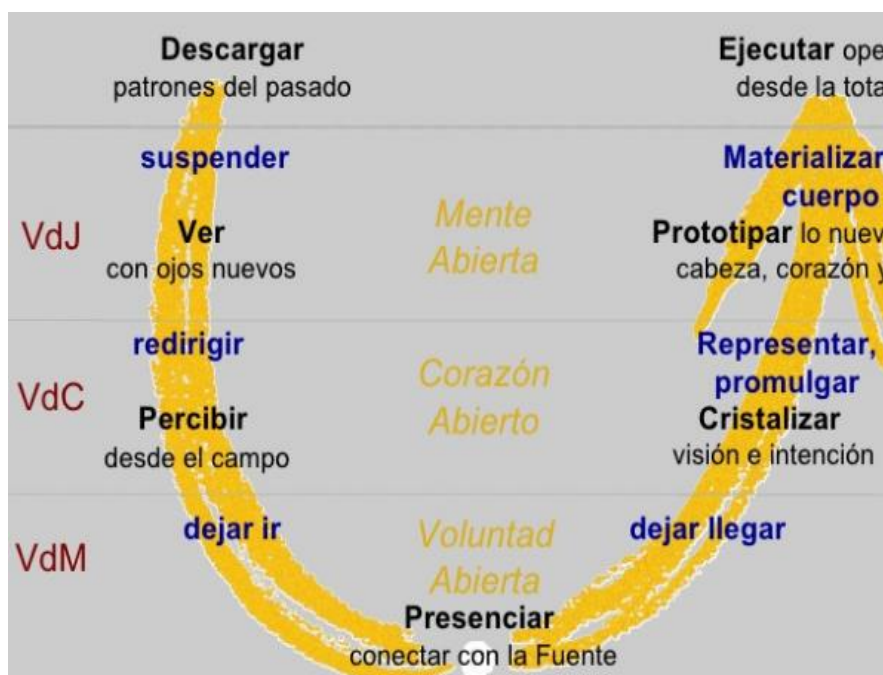 Descargar
patrones del pasado
Ejecutar
desde la
suspender
Materializar
cuerpo
VdJ
Ver
con ojos nuevos
Mente
Abierta
Prototipar lo
cabeza, corazón y
redirigir
Representar,
promulgar
VdC
Corazón
Abierto
Percibir
desde el campo
Cristalizar
visión e intención
dejar ir
dejar llegar
VdM
Voluntad
Abierta
Presenciar
conectar con la Fuente